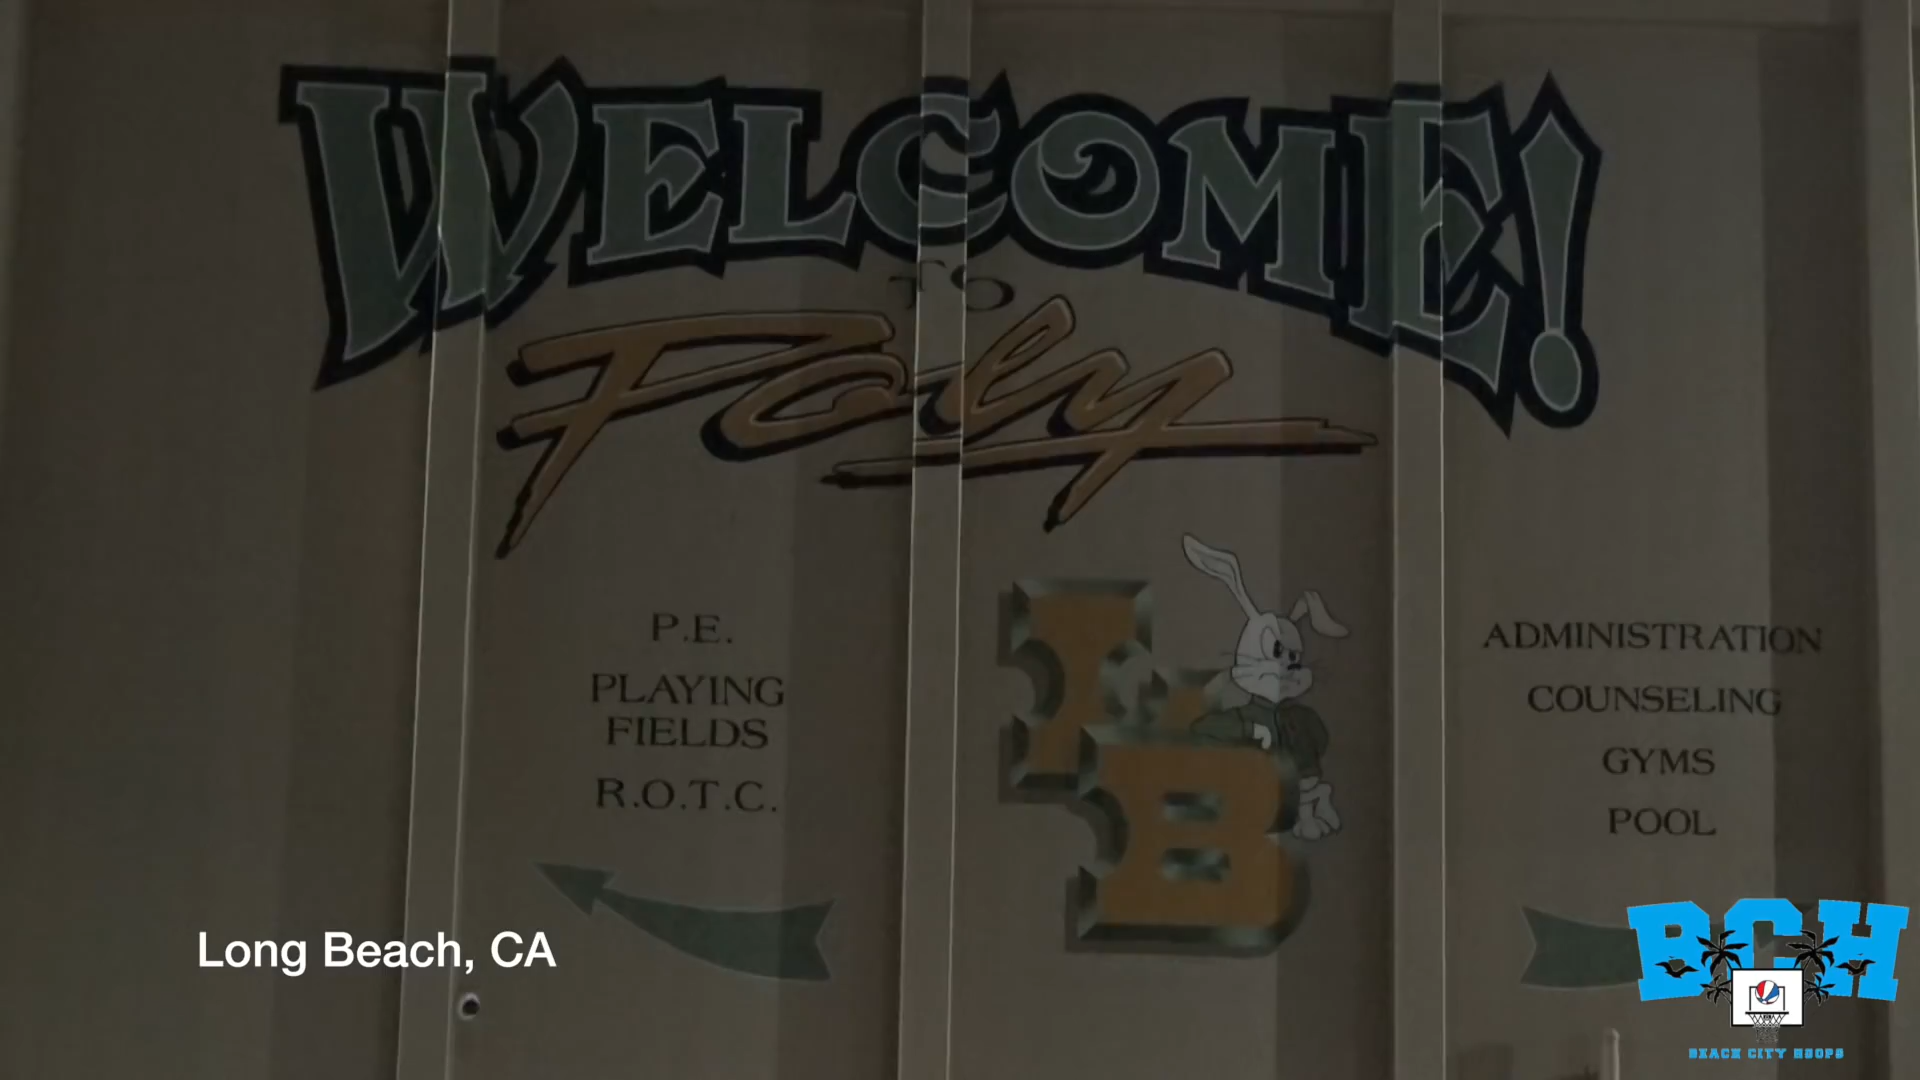 WELCOME!
TO
Poly
P.E.
PLAYING
FIELDS
R.O.T.C.
LB
ADMINISTRATION
COUNSELING
GYMS
POOL
Long Beach, CA
BCH
BEACH CITY HOOPS